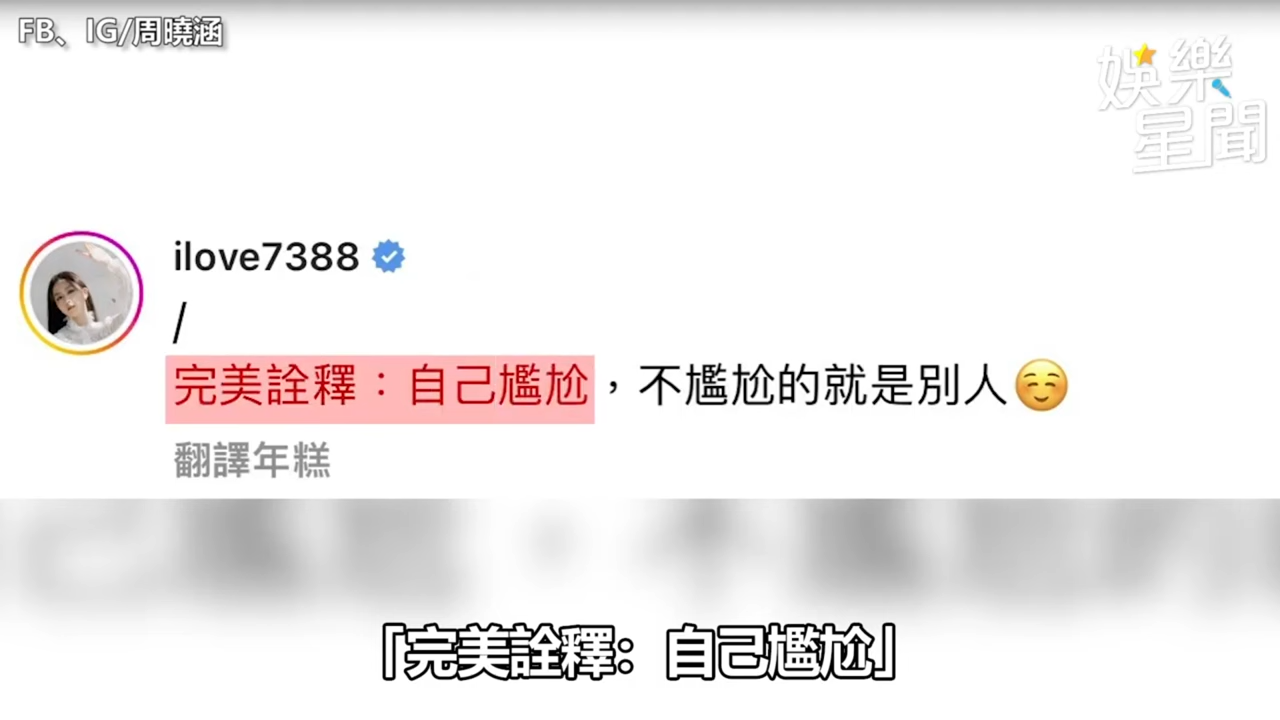 FB、IG/周曉涵
娛樂
星聞
ilove7388
/
完美詮釋：自己尷尬，不尷尬的就是別人☺️
翻譯年糕
「完美詮釋：自己尷尬」